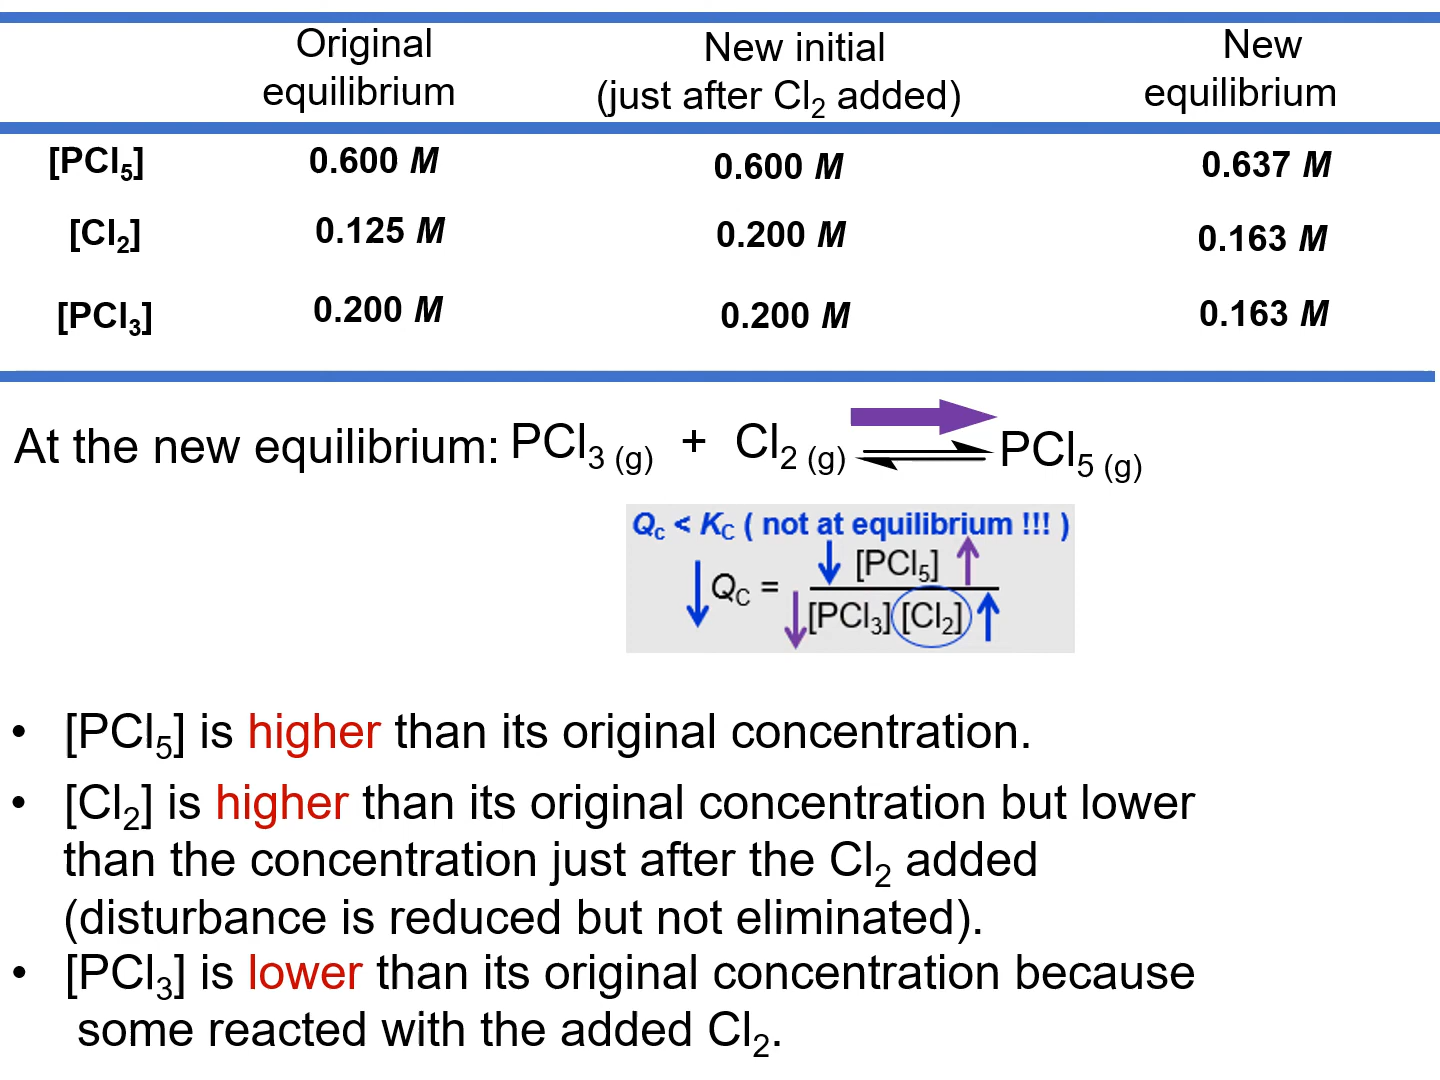 Original equilibrium
New initial (just after Cl₂ added)
New equilibrium
[PCl₅] 0.600 M 0.600 M 0.637 M
[Cl₂] 0.125 M 0.200 M 0.163 M
[PCl₃] 0.200 M 0.200 M 0.163 M
At the new equilibrium: PCl₃ (g) + Cl₂ (g) ⇌ PCl₅ (g)
Qc < KC ( not at equilibrium !!! )
↓ QC = ↓ [PCl₅] ↑
↓ [PCl₃] [Cl₂] ↑
• [PCl₅] is higher than its original concentration.
• [Cl₂] is higher than its original concentration but lower
than the concentration just after the Cl₂ added
(disturbance is reduced but not eliminated).
• [PCl₃] is lower than its original concentration because
some reacted with the added Cl₂.